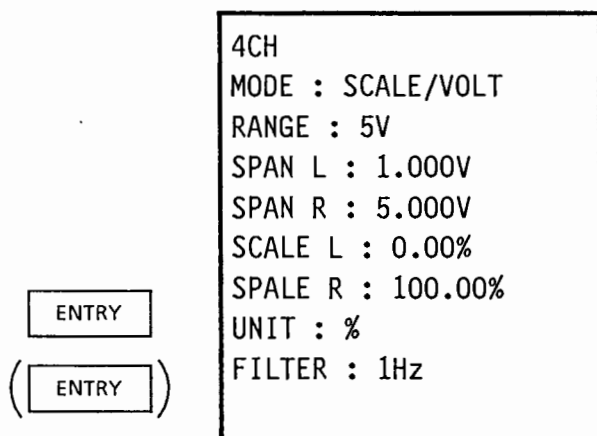 4CH
MODE : SCALE/VOLT
RANGE : 5V
SPAN L : 1.000V
SPAN R : 5.000V
SCALE L : 0.00%
SPALE R : 100.00%
UNIT : %
FILTER : 1Hz
ENTRY
(ENTRY)